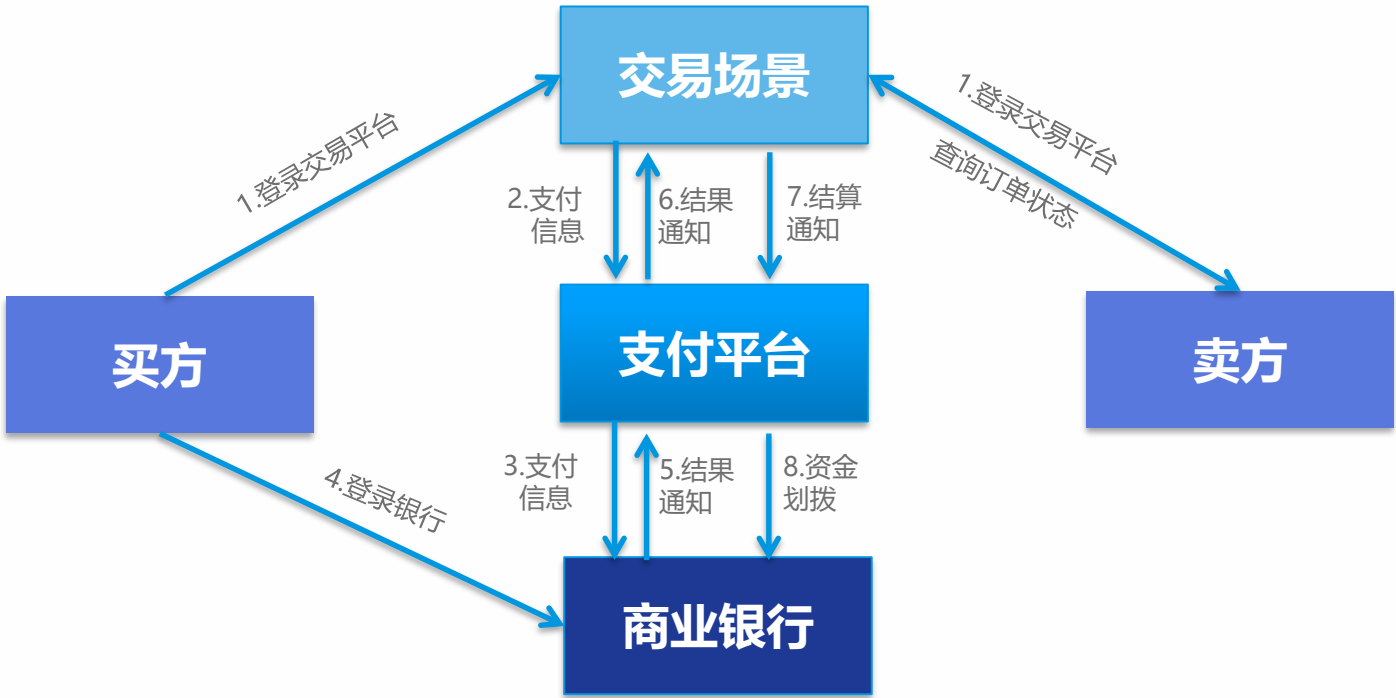 交易场景
1.登录交易平台
1.登录交易平台
查询订单状态
2.支付
信息
6.结果
通知
7.结算
通知
买方
支付平台
卖方
4.登录银行
3.支付
信息
5.结果
通知
8.资金
划拨
商业银行